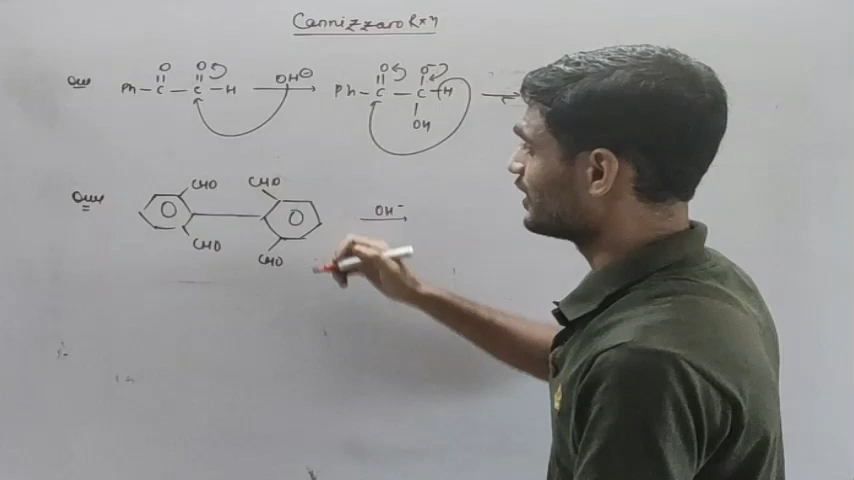 Cannizzaro Rxn
Que O O OH⊖ O O⊖
Ph-C-C-H → Ph-C-C-H
OH
Que CHO CHO OH⁻
CHO CHO